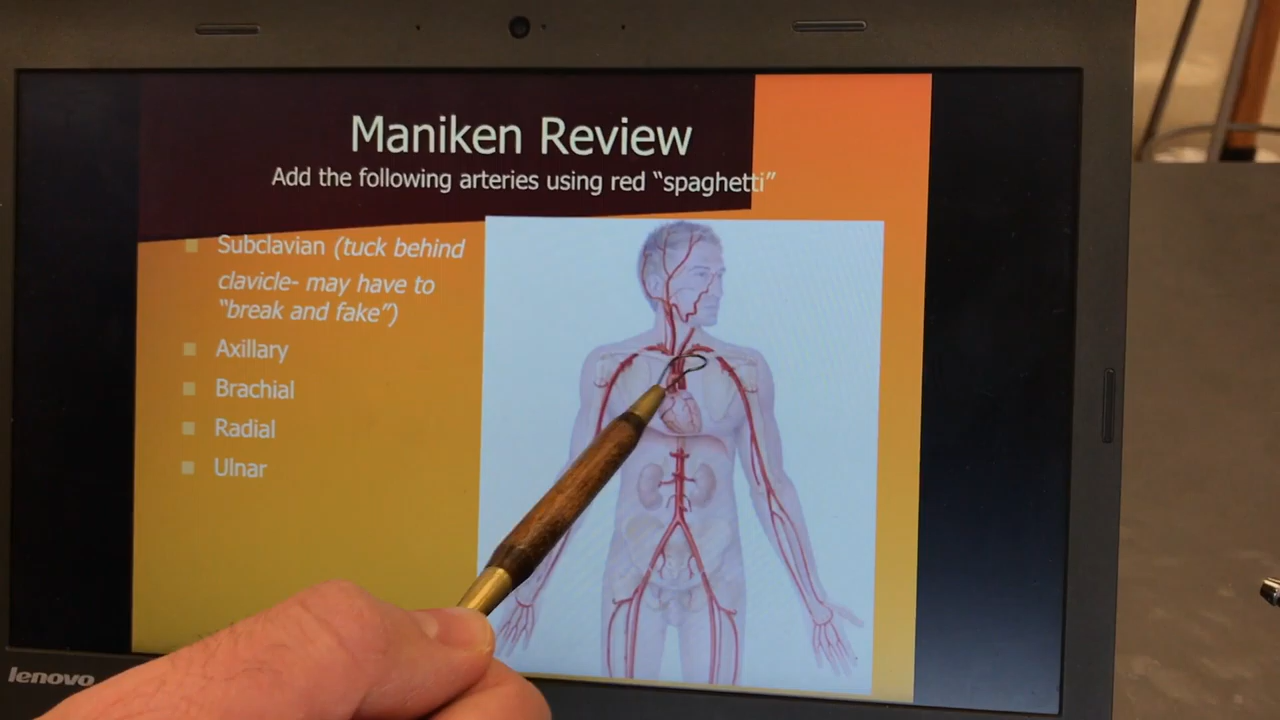 Maniken Review
Add the following arteries using red “spaghetti”
Subclavian (tuck behind
clavicle- may have to
“break and fake”)
Axillary
Brachial
Radial
Ulnar
lenovo